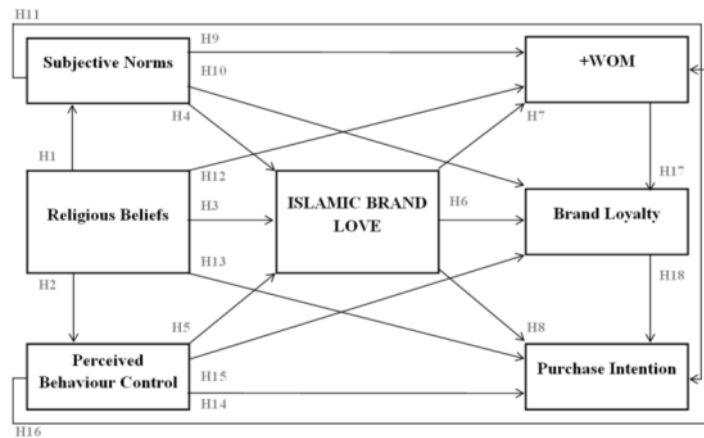 H11
H9
Subjective Norms
+WOM
H10
H4
H7
H1
H12
H17
Religious Beliefs
H3
ISLAMIC BRAND
LOVE
H6
Brand Loyalty
H13
H2
H18
H5
H8
Perceived
Behaviour Control
H15
Purchase Intention
H14
H16